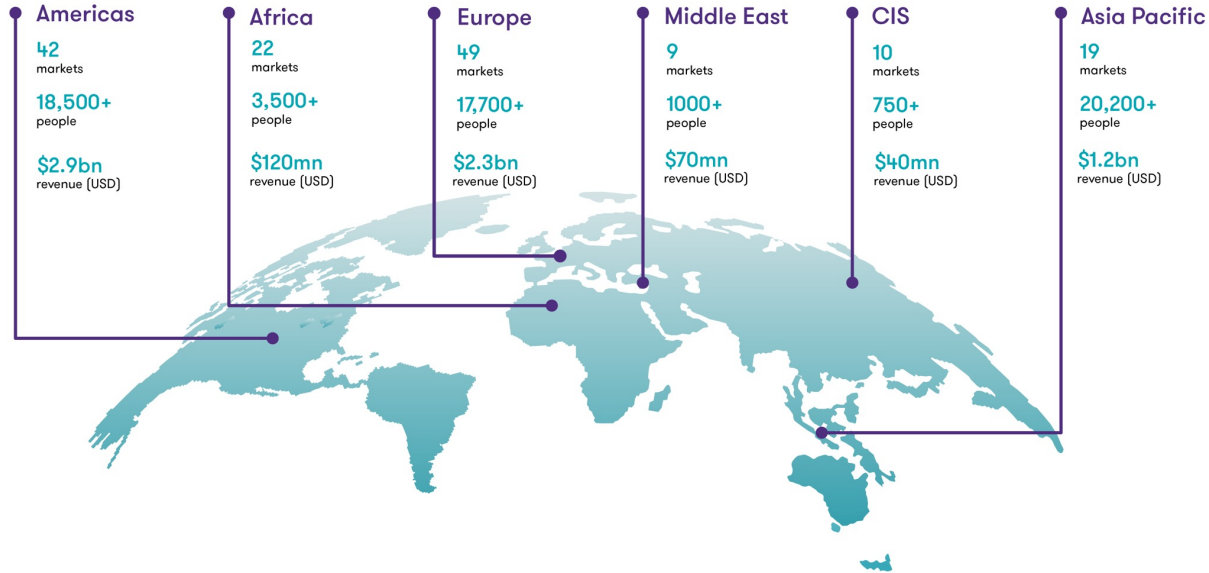 Americas
42
markets
18,500+
people
$2.9bn
revenue (USD)
Africa
22
markets
3,500+
people
$120mn
revenue (USD)
Europe
49
markets
17,700+
people
$2.3bn
revenue (USD)
Middle East
9
markets
1000+
people
$70mn
revenue (USD)
CIS
10
markets
750+
people
$40mn
revenue (USD)
Asia Pacific
19
markets
20,200+
people
$1.2bn
revenue (USD)